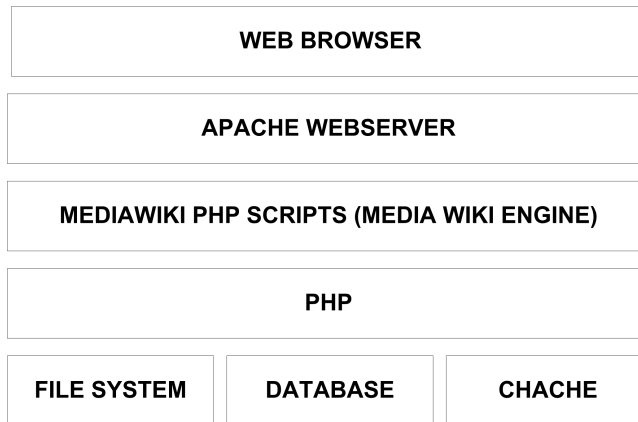 WEB BROWSER
APACHE WEBSERVER
MEDIAWIKI PHP SCRIPTS (MEDIA WIKI ENGINE)
PHP
FILE SYSTEM DATABASE CHACHE